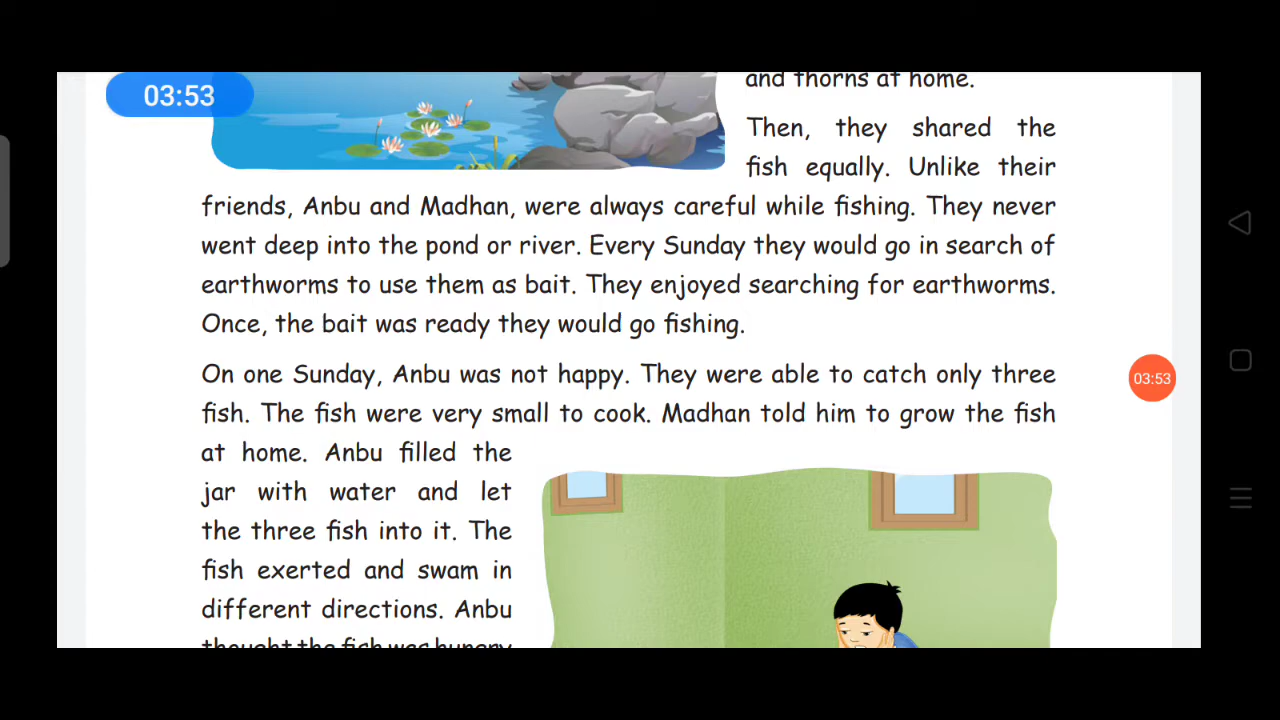 03:53
and thorns at home.
Then, they shared the
fish equally. Unlike their
friends, Anbu and Madhan, were always careful while fishing. They never
went deep into the pond or river. Every Sunday they would go in search of
earthworms to use them as bait. They enjoyed searching for earthworms.
Once, the bait was ready they would go fishing.
On one Sunday, Anbu was not happy. They were able to catch only three
fish. The fish were very small to cook. Madhan told him to grow the fish
at home. Anbu filled the
jar with water and let
the three fish into it. The
fish exerted and swam in
different directions. Anbu
thought the fish was hungry
03:53